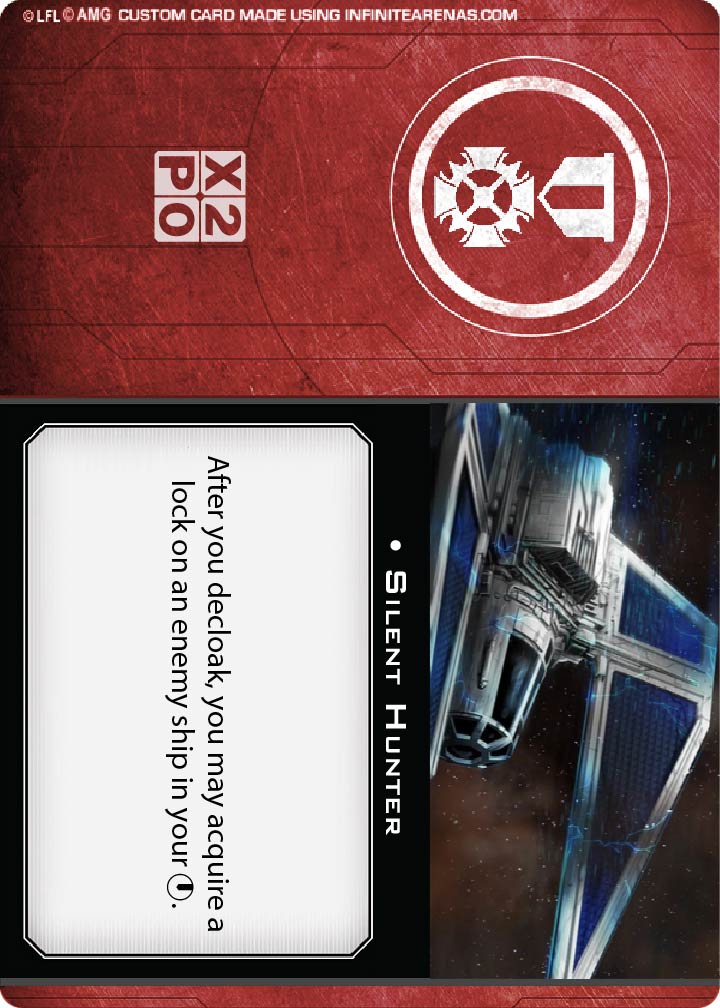 ©LFL ©AMG CUSTOM CARD MADE USING INFINITEARENAS.COM
X2
PO
• SILENT HUNTER
After you decloak, you may acquire a
lock on an enemy ship in your .